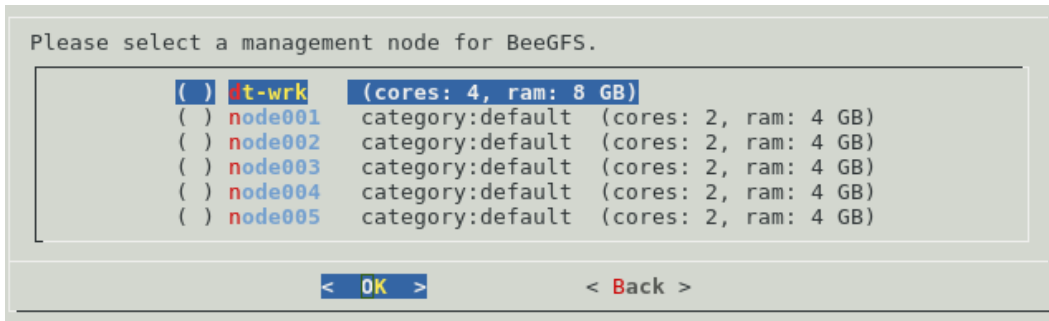 Please select a management node for BeeGFS.
( ) dt-wrk (cores: 4, ram: 8 GB)
( ) node001 category:default (cores: 2, ram: 4 GB)
( ) node002 category:default (cores: 2, ram: 4 GB)
( ) node003 category:default (cores: 2, ram: 4 GB)
( ) node004 category:default (cores: 2, ram: 4 GB)
( ) node005 category:default (cores: 2, ram: 4 GB)
< OK > < Back >